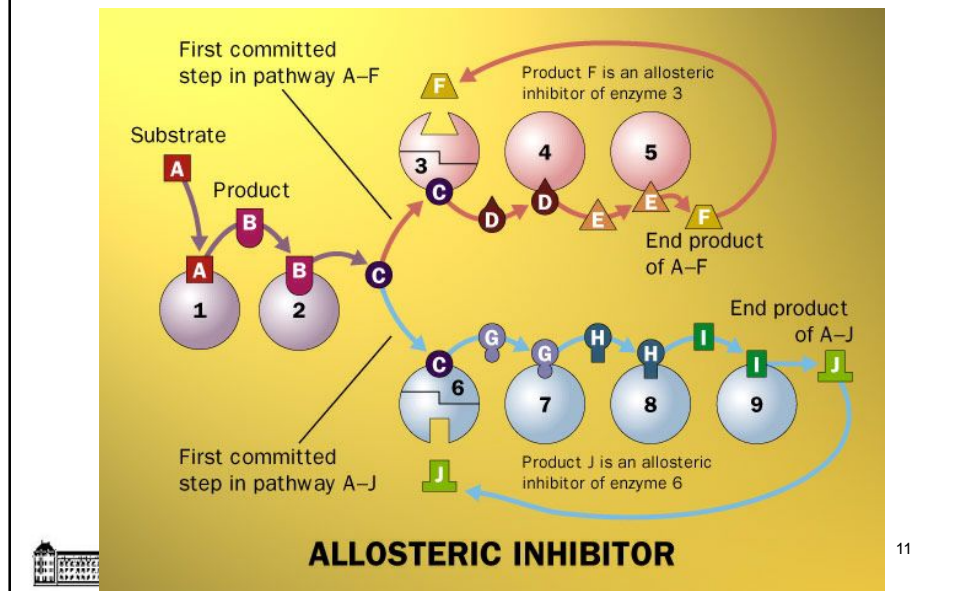 First committed
step in pathway A–F
Product F is an allosteric
inhibitor of enzyme 3
F
Substrate
A
3
4
5
Product
B
C
D
D
E
E
F
End product
of A–F
A
B
C
1
2
End product
of A–J
C
G
G
H
H
I
I
J
6
7
8
9
First committed
step in pathway A–J
J
Product J is an allosteric
inhibitor of enzyme 6
ALLOSTERIC INHIBITOR
11